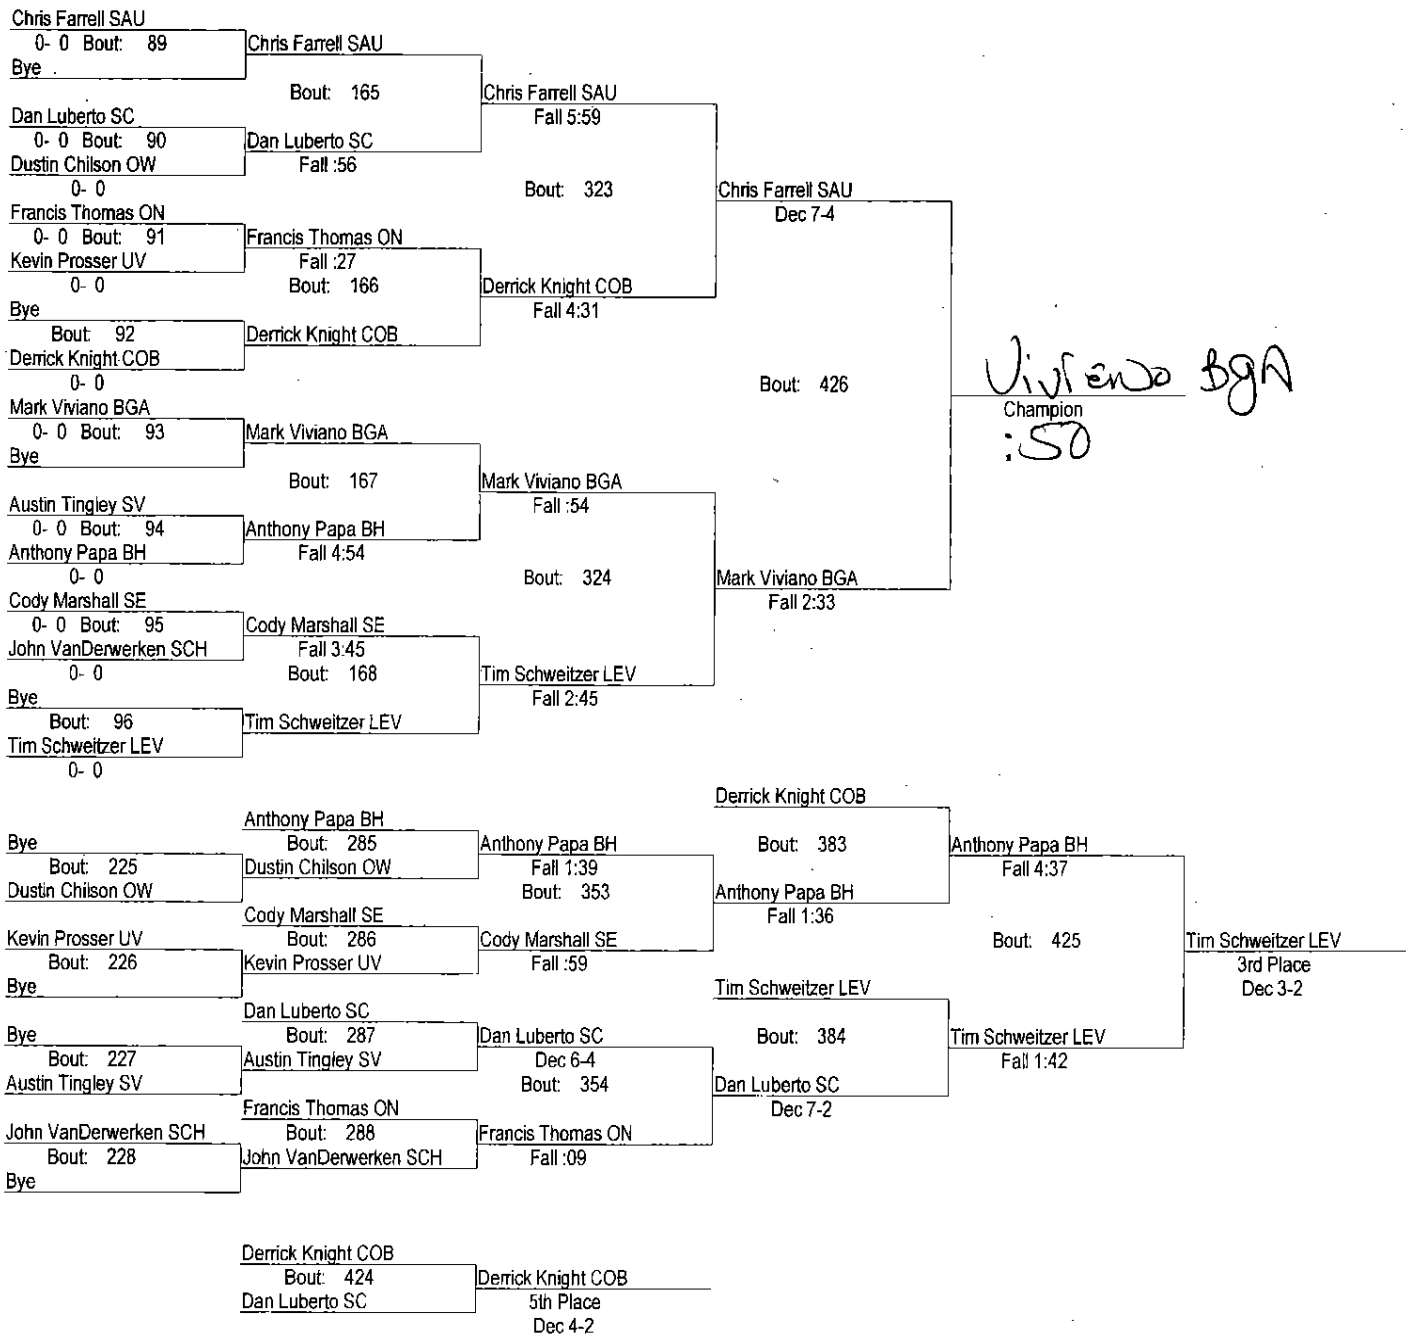 Chris Farrell SAU
0- 0 Bout: 89
Bye
Chris Farrell SAU
Bout: 165
Dan Luberto SC
0- 0 Bout: 90
Dustin Chilson OW
0- 0
Dan Luberto SC
Fall :56
Chris Farrell SAU
Fall 5:59
Bout: 323
Francis Thomas ON
0- 0 Bout: 91
Kevin Prosser UV
0- 0
Francis Thomas ON
Fall :27
Bout: 166
Bye
Bout: 92
Derrick Knight COB
0- 0
Derrick Knight COB
Derrick Knight COB
Fall 4:31
Chris Farrell SAU
Dec 7-4
Bout: 426
Mark Viviano BGA
0- 0 Bout: 93
Bye
Mark Viviano BGA
Bout: 167
Austin Tingley SV
0- 0 Bout: 94
Anthony Papa BH
0- 0
Anthony Papa BH
Fall 4:54
Mark Viviano BGA
Fall :54
Bout: 324
Cody Marshall SE
0- 0 Bout: 95
John VanDerwerken SCH
0- 0
Cody Marshall SE
Fall 3:45
Bout: 168
Bye
Bout: 96
Tim Schweitzer LEV
0- 0
Tim Schweitzer LEV
Tim Schweitzer LEV
Fall 2:45
Mark Viviano BGA
Fall 2:33
BGA
Champion
:50
Bye
Bout: 225
Dustin Chilson OW
Anthony Papa BH
Bout: 285
Dustin Chilson OW
Anthony Papa BH
Fall 1:39
Bout: 353
Kevin Prosser UV
Bout: 226
Bye
Cody Marshall SE
Bout: 286
Kevin Prosser UV
Cody Marshall SE
Fall :59
Derrick Knight COB
Bout: 383
Anthony Papa BH
Fall 1:36
Anthony Papa BH
Fall 4:37
Bout: 425
Bye
Bout: 227
Austin Tingley SV
Dan Luberto SC
Bout: 287
Austin Tingley SV
Dan Luberto SC
Dec 6-4
Bout: 354
John VanDerwerken SCH
Bout: 228
Bye
Francis Thomas ON
Bout: 288
John VanDerwerken SCH
Francis Thomas ON
Fall :09
Tim Schweitzer LEV
Bout: 384
Dan Luberto SC
Dec 7-2
Tim Schweitzer LEV
Fall 1:42
Tim Schweitzer LEV
3rd Place
Dec 3-2
Derrick Knight COB
Bout: 424
Dan Luberto SC
Derrick Knight COB
5th Place
Dec 4-2